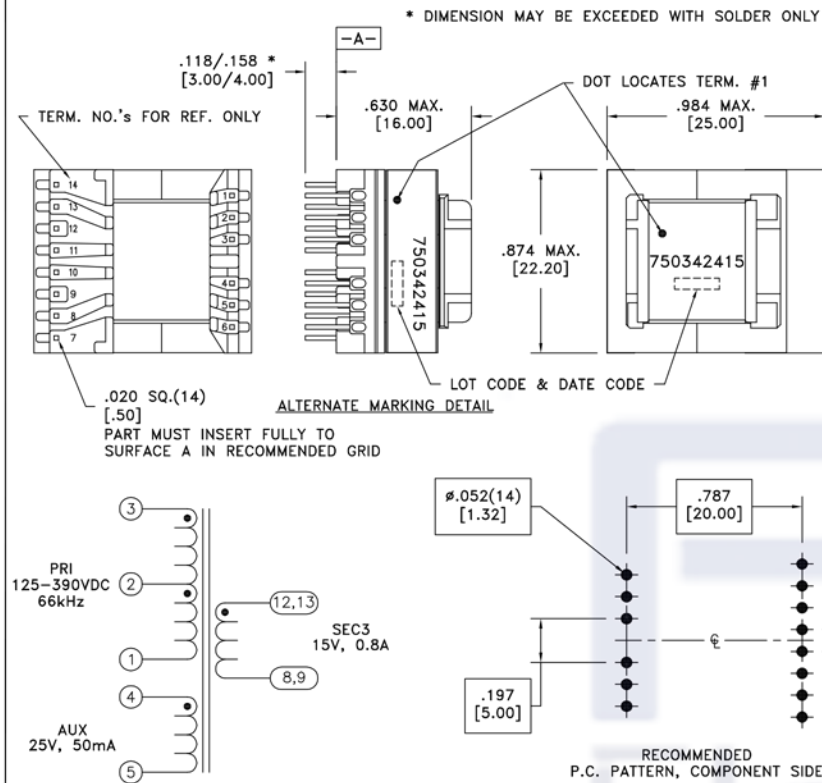 * DIMENSION MAY BE EXCEEDED WITH SOLDER ONLY
-A-
.118/.158 *
[3.00/4.00]
DOT LOCATES TERM. #1
.630 MAX.
[16.00]
.984 MAX.
[25.00]
TERM. NO.'s FOR REF. ONLY
14
13
12
11
10
9
8
7
1
2
3
4
5
6
750342415
.874 MAX.
[22.20]
750342415
LOT CODE & DATE CODE
.020 SQ.(14)
[.50]
ALTERNATE MARKING DETAIL
PART MUST INSERT FULLY TO
SURFACE A IN RECOMMENDED GRID
3
PRI
125-390VDC
66kHz
2
1
4
AUX
25V, 50mA
5
12,13
SEC3
15V, 0.8A
8,9
ø.052(14)
[1.32]
.787
[20.00]
℄
.197
[5.00]
RECOMMENDED
P.C. PATTERN, COMPONENT SIDE